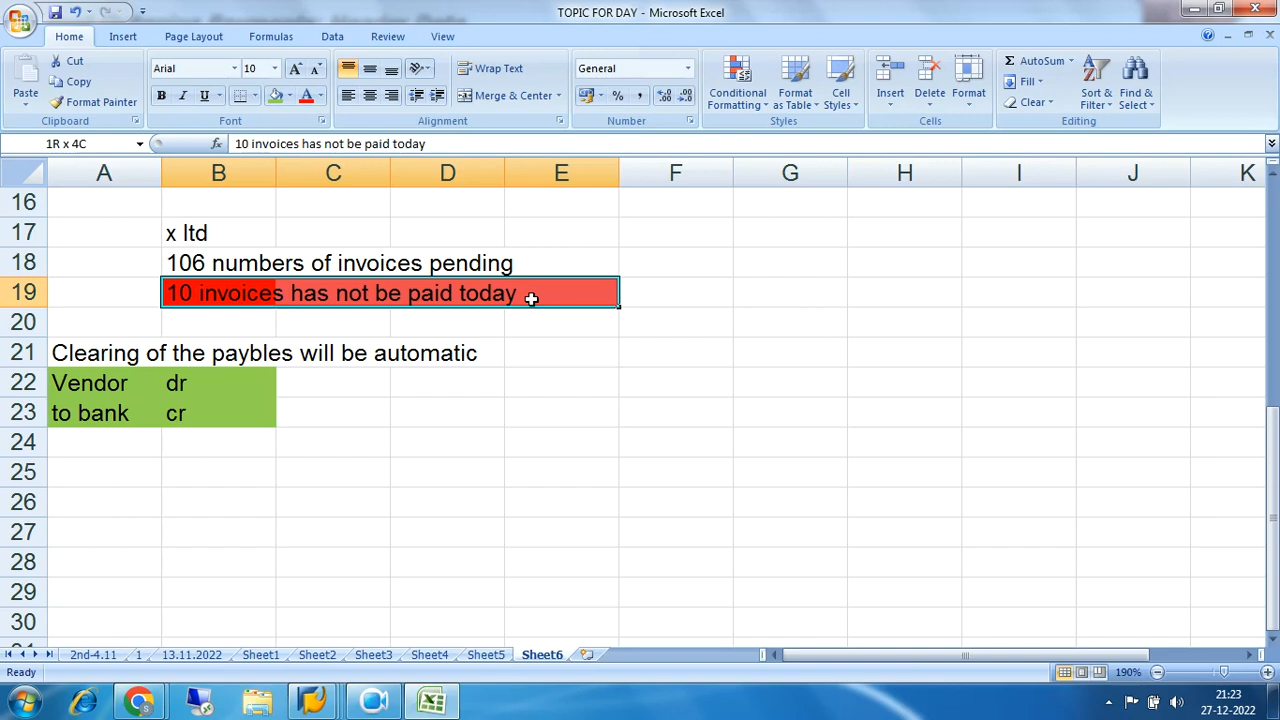 TOPIC FOR DAY - Microsoft Excel
Home Insert Page Layout Formulas Data Review View
Paste
Cut
Copy
Format Painter
Clipboard
Arial 10
B I U
Font
Wrap Text
Merge & Center
Alignment
General
Number
Conditional Formatting
Format as Table
Cell Styles
Styles
Insert Delete Format
Cells
AutoSum
Fill
Clear
Sort & Filter
Find & Select
Editing
1R x 4C fx 10 invoices has not be paid today
A B C D E F G H I J K
16
17 x ltd
18 106 numbers of invoices pending
19 10 invoices has not be paid today
20
21 Clearing of the paybles will be automatic
22 Vendor dr
23 to bank cr
24
25
26
27
28
29
30
2nd-4.11 1 13.11.2022 Sheet1 Sheet2 Sheet3 Sheet4 Sheet5 Sheet6
Ready 190%
21:23
27-12-2022